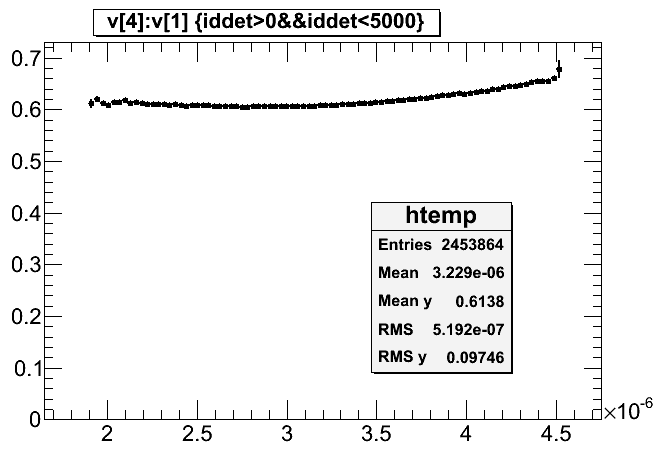 v[4]:v[1] {iddet>0&&iddet<5000}
0.7
0.6
0.5
0.4
0.3
0.2
0.1
0
htemp
Entries 2453864
Mean 3.229e-06
Mean y 0.6138
RMS 5.192e-07
RMS y 0.09746
2 2.5 3 3.5 4 4.5
×10-6